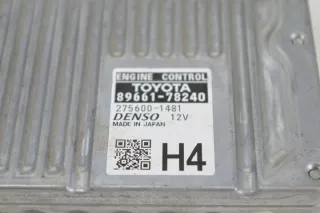 ENGINE CONTROL
TOYOTA
89661-78240
275600-1481
DENSO 12V
MADE IN JAPAN
H4